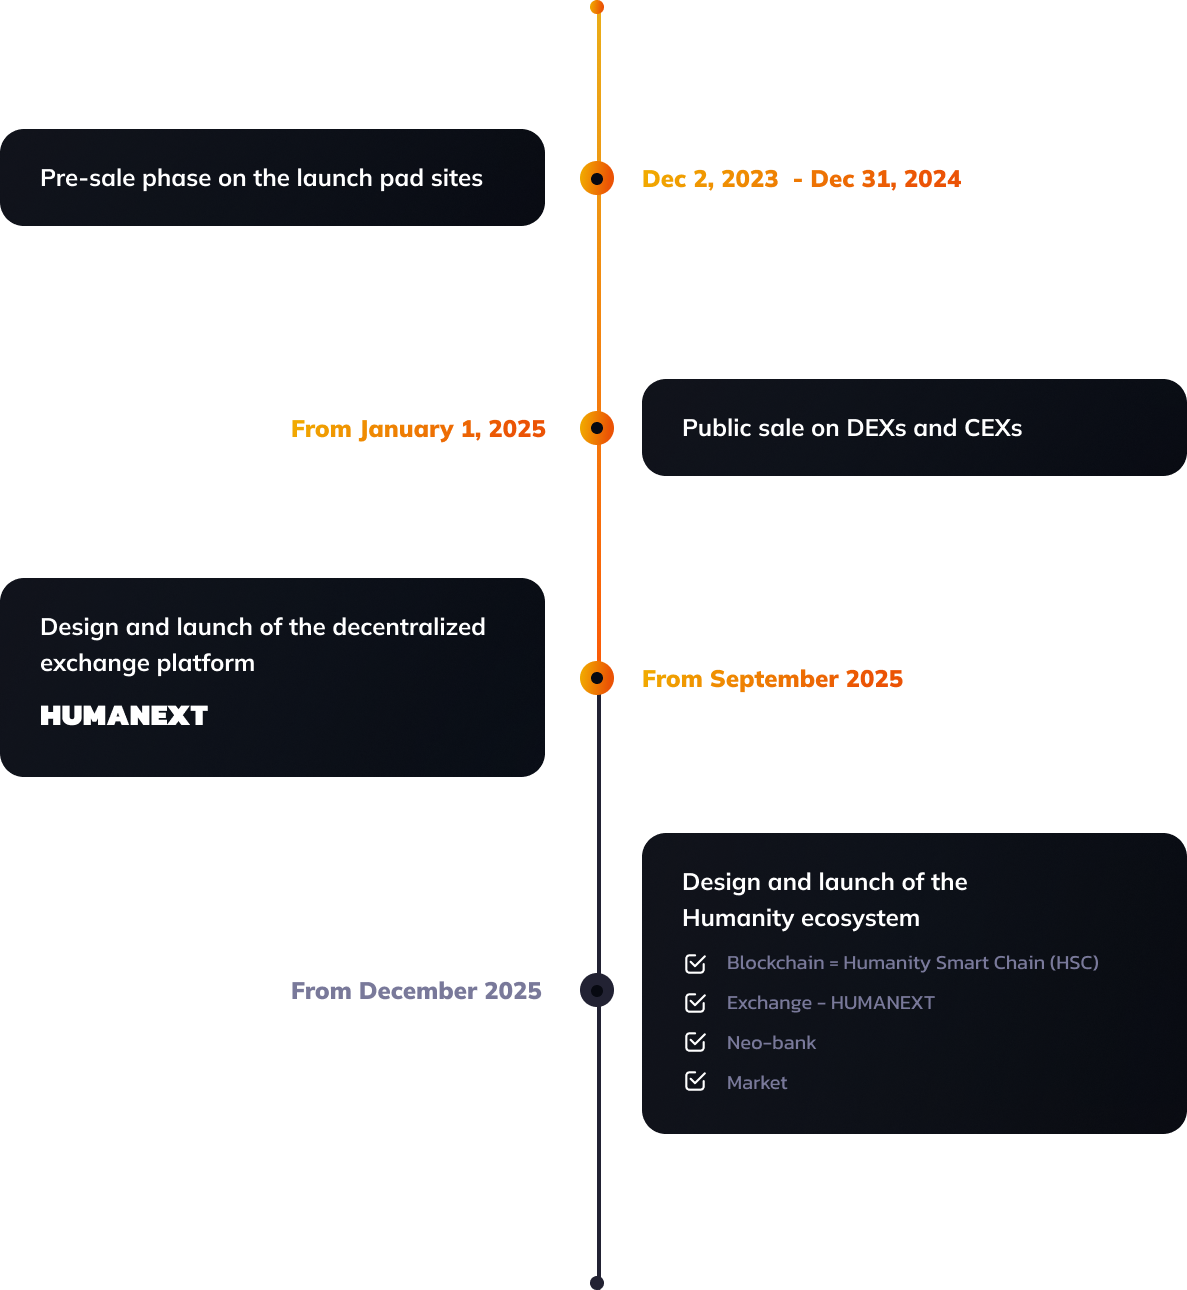 Pre-sale phase on the launch pad sites
Dec 2, 2023 - Dec 31, 2024
From January 1, 2025
Public sale on DEXs and CEXs
Design and launch of the decentralized
exchange platform
HUMANEXT
From September 2025
From December 2025
Design and launch of the
Humanity ecosystem
Blockchain = Humanity Smart Chain (HSC)
Exchange - HUMANEXT
Neo-bank
Market